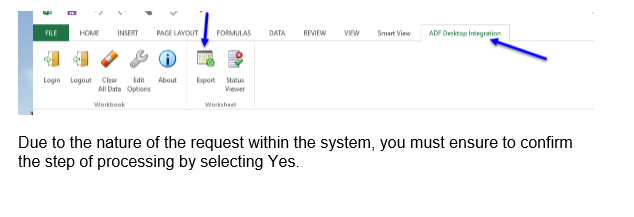 FILE HOME INSERT PAGE LAYOUT FORMULAS DATA REVIEW VIEW Smart View ADF Desktop Integration
Login Logout Clear Edit About Export Status
All Data Options Viewer
Workbook Worksheet
Due to the nature of the request within the system, you must ensure to confirm
the step of processing by selecting Yes.